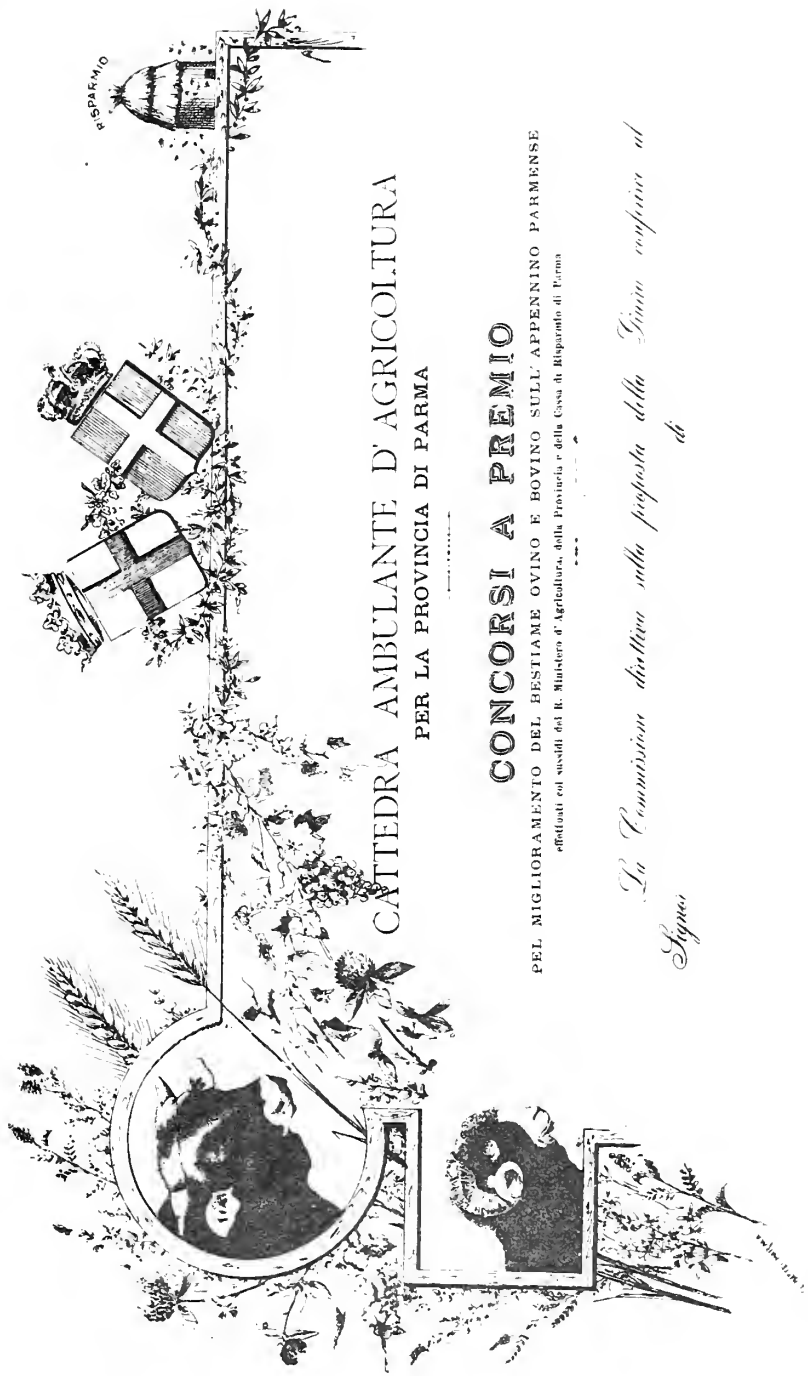 RISPARMIO
CATTEDRA AMBULANTE D' AGRICOLTURA
PER LA PROVINCIA DI PARMA
CONCORSI A PREMIO
PEL MIGLIORAMENTO DEL BESTIAME OVINO E BOVINO SULL' APPENNINO PARMENSE
effettuati coi sussidi del R. Ministero d' Agricoltura, della Provincia e della Cassa di Risparmio di Parma
La Commissione direttiva sulla proposta della Giuria conferisce al
Signor di